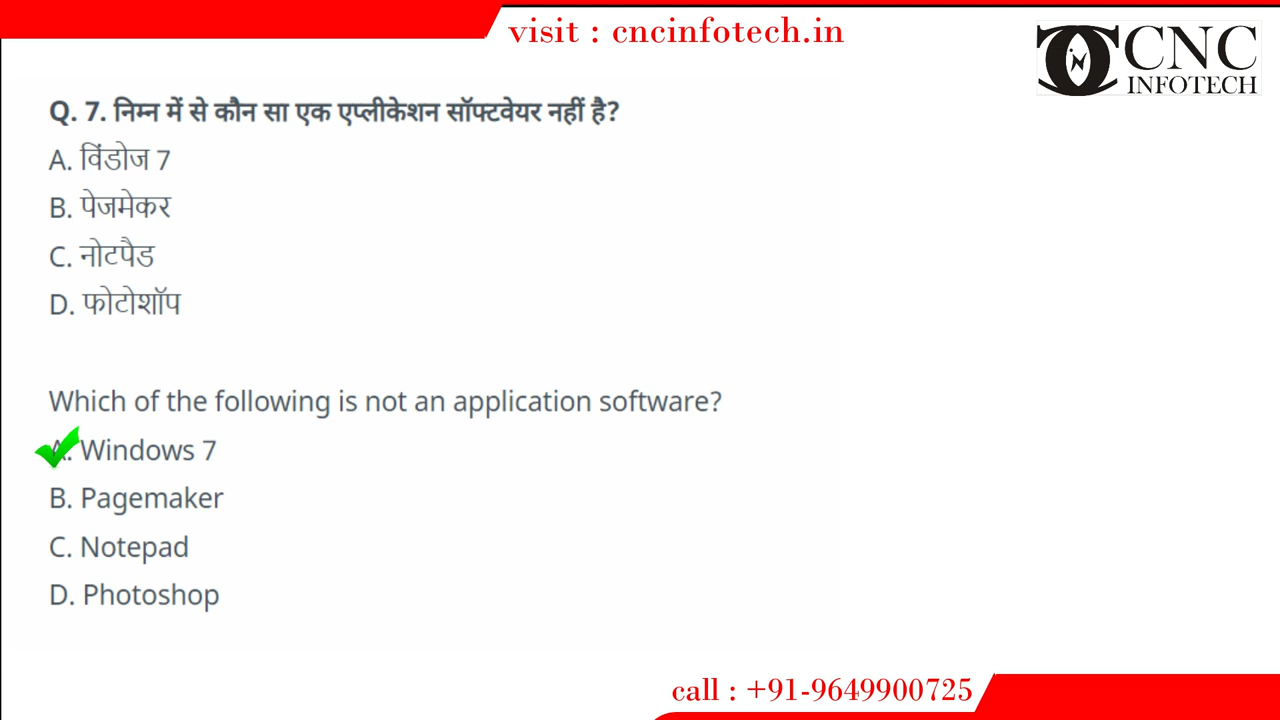 visit : cncinfotech.in
CNC
INFOTECH
Q. 7. निम्न में से कौन सा एक एप्लीकेशन सॉफ्टवेयर नहीं है?
A. विंडोज 7
B. पेजमेकर
C. नोटपैड
D. फोटोशॉप
Which of the following is not an application software?
A. Windows 7
B. Pagemaker
C. Notepad
D. Photoshop
call : +91-9649900725